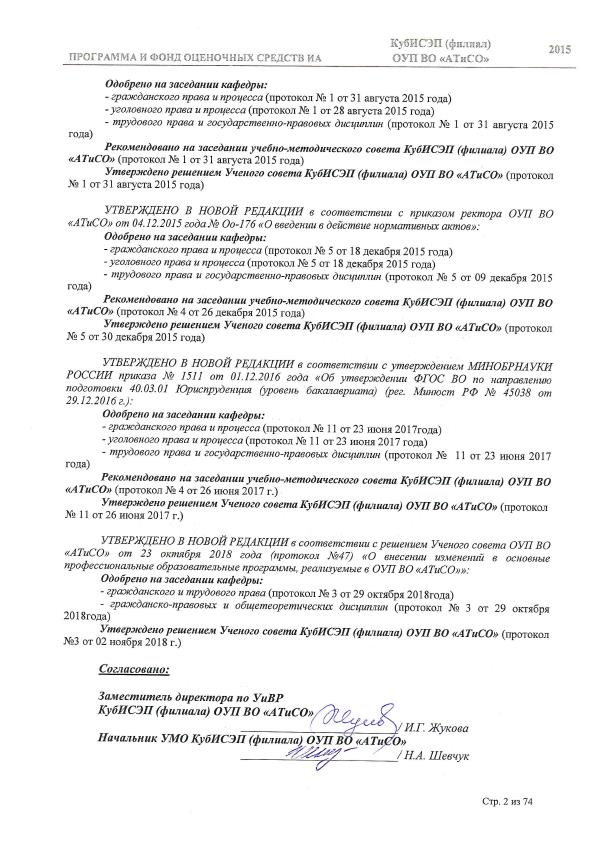 КубИСЭП (филиал) 2015
ПРОГРАММА И ФОНД ОЦЕНОЧНЫХ СРЕДСТВ ИА ОУП ВО «АТиСО»
Одобрено на заседании кафедры:
- гражданского права и процесса (протокол № 1 от 31 августа 2015 года)
- уголовного права и процесса (протокол № 1 от 28 августа 2015 года)
- трудового права и государственно-правовых дисциплин (протокол № 1 от 31 августа 2015
года)
Рекомендовано на заседании учебно-методического совета КубИСЭП (филиала) ОУП ВО
«АТиСО» (протокол № 1 от 31 августа 2015 года)
Утверждено решением Ученого совета КубИСЭП (филиала) ОУП ВО «АТиСО» (протокол
№ 1 от 31 августа 2015 года)
УТВЕРЖДЕНО В НОВОЙ РЕДАКЦИИ в соответствии с приказом ректора ОУП ВО
«АТиСО» от 04.12.2015 года № Оо-176 «О введении в действие нормативных актов»:
Одобрено на заседании кафедры:
- гражданского права и процесса (протокол № 5 от 18 декабря 2015 года)
- уголовного права и процесса (протокол № 5 от 18 декабря 2015 года)
- трудового права и государственно-правовых дисциплин (протокол № 5 от 09 декабря 2015
года)
Рекомендовано на заседании учебно-методического совета КубИСЭП (филиала) ОУП ВО
«АТиСО» (протокол № 4 от 26 декабря 2015 года)
Утверждено решением Ученого совета КубИСЭП (филиала) ОУП ВО «АТиСО» (протокол
№ 5 от 30 декабря 2015 года)
УТВЕРЖДЕНО В НОВОЙ РЕДАКЦИИ в соответствии с утверждением МИНОБРНАУКИ
РОССИИ приказа № 1511 от 01.12.2016 года «Об утверждении ФГОС ВО по направлению
подготовки 40.03.01 Юриспруденция (уровень бакалавриата) (рег. Минюст РФ № 45038 от
29.12.2016 г.):
Одобрено на заседании кафедры:
- гражданского права и процесса (протокол № 11 от 23 июня 2017года)
- уголовного права и процесса (протокол № 11 от 23 июня 2017 года)
- трудового права и государственно-правовых дисциплин (протокол № 11 от 23 июня 2017
года)
Рекомендовано на заседании учебно-методического совета КубИСЭП (филиала) ОУП ВО
«АТиСО» (протокол № 4 от 26 июня 2017 г.)
Утверждено решением Ученого совета КубИСЭП (филиала) ОУП ВО «АТиСО» (протокол
№ 11 от 26 июня 2017 г.)
УТВЕРЖДЕНО В НОВОЙ РЕДАКЦИИ в соответствии с решением Ученого совета ОУП ВО
«АТиСО» от 23 октября 2018 года (протокол №47) «О внесении изменений в основные
профессиональные образовательные программы, реализуемые в ОУП ВО «АТиСО»»:
Одобрено на заседании кафедры:
- гражданского и трудового права (протокол № 3 от 29 октября 2018года)
- гражданско-правовых и общетеоретических дисциплин (протокол № 3 от 29 октября
2018года)
Утверждено решением Ученого совета КубИСЭП (филиала) ОУП ВО «АТиСО» (протокол
№3 от 02 ноября 2018 г.)
Согласовано:
Заместитель директора по УиВР
КубИСЭП (филиала) ОУП ВО «АТиСО»
/ И.Г. Жукова
Начальник УМО КубИСЭП (филиала) ОУП ВО «АТиСО»
/ Н.А. Шевчук
Стр. 2 из 74